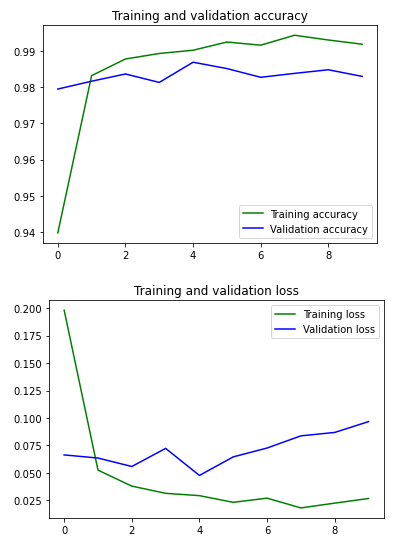 Training and validation accuracy
0.99
0.98
0.97
0.96
0.95
0.94
Training accuracy
Validation accuracy
0 2 4 6 8
Training and validation loss
0.200
0.175
0.150
0.125
0.100
0.075
0.050
0.025
Training loss
Validation loss
0 2 4 6 8